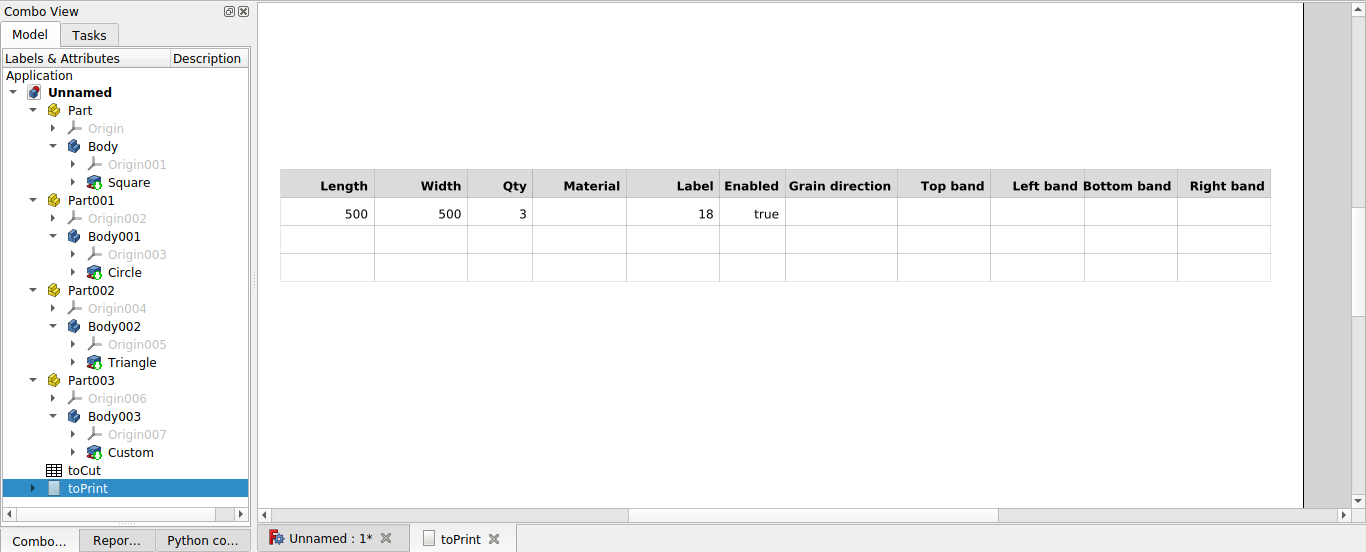 Combo View
Model Tasks
Labels & Attributes Description
Application
Unnamed
Part
Origin
Body
Origin001
Square
Part001
Origin002
Body001
Origin003
Circle
Part002
Origin004
Body002
Origin005
Triangle
Part003
Origin006
Body003
Origin007
Custom
toCut
toPrint
Combo... Repor... Python co...
Length Width Qty Material Label Enabled Grain direction Top band Left band Bottom band Right band
500 500 3 18 true
Unnamed : 1* toPrint